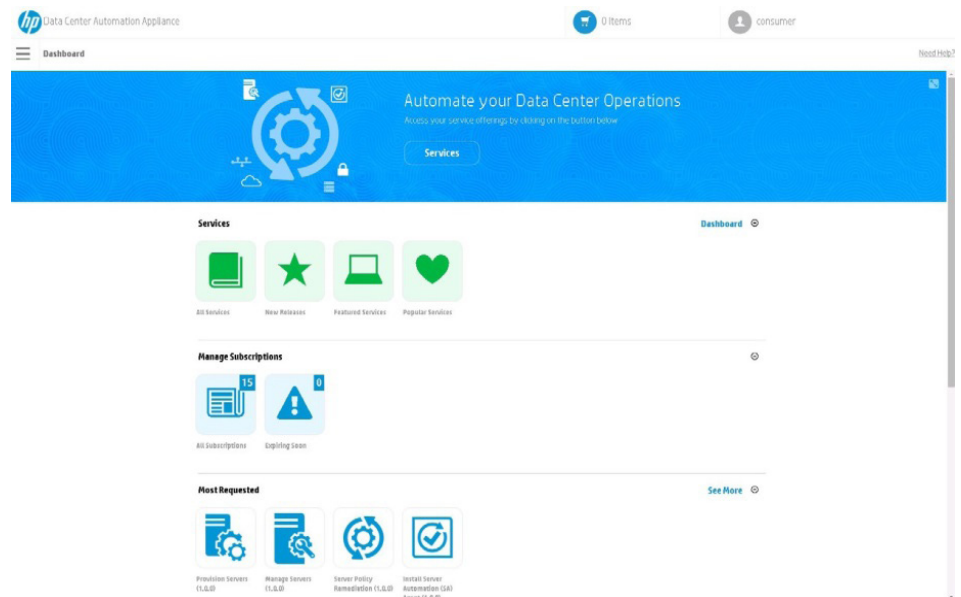 hp Data Center Automation Appliance
0 Items
consumer
Dashboard
Need Help?
Automate your Data Center Operations
Access your service offerings by clicking on the button below
Services
Services
Dashboard
All Services
New Releases
Featured Services
Popular Services
Manage Subscriptions
15
0
All Subscriptions
Expiring Soon
Most Requested
See More
Provision Servers
(1.0.0)
Manage Servers
(1.0.0)
Server Policy
Remediation (1.0.0)
Install Server
Automation (SA)